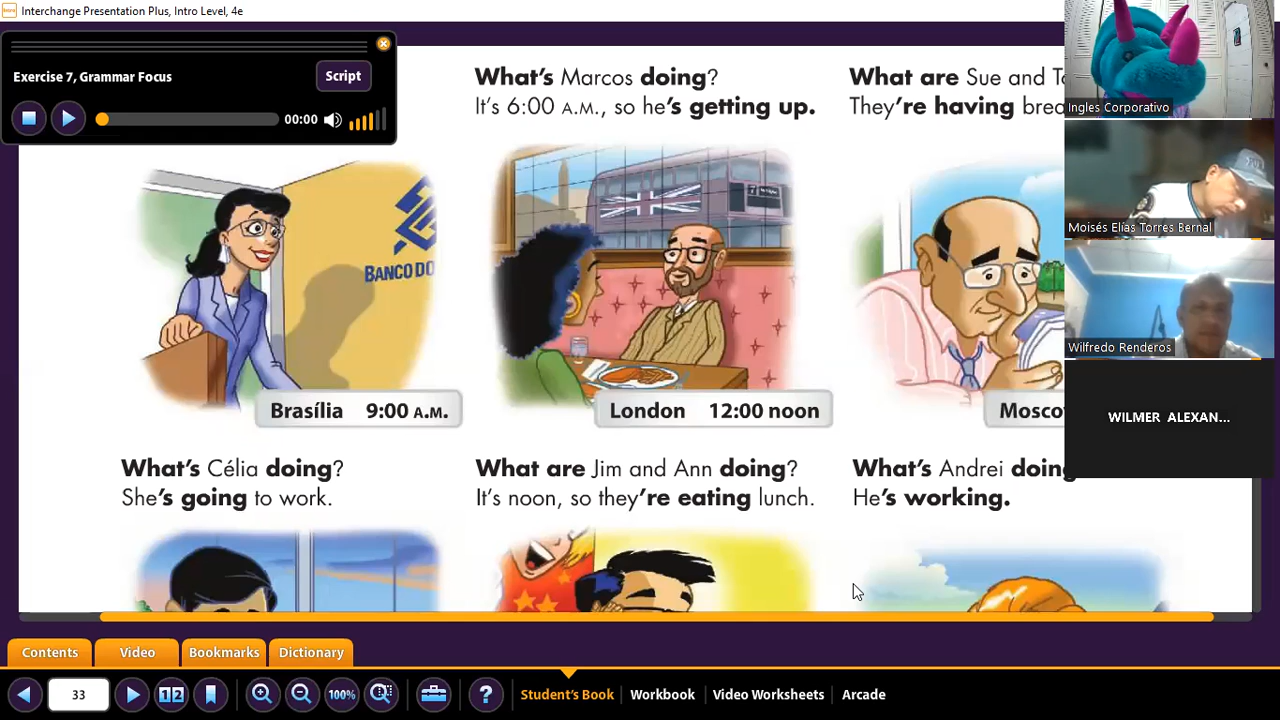 Interchange Presentation Plus, Intro Level, 4e
Exercise 7, Grammar Focus
Script
00:00
What's Marcos doing?
It's 6:00 A.M., so he's getting up.
What are Sue and
They're having
Ingles Corporativo
Moisés Elías Torres Bernal
Wilfredo Renderos
WILMER ALEXAN...
BANCO DO
Brasília 9:00 A.M.
London 12:00 noon
What's Célia doing?
She's going to work.
What are Jim and Ann doing?
It's noon, so they're eating lunch.
What's Andrei doing
He's working.
Contents
Video
Bookmarks
Dictionary
33
1 2
100%
?
Student's Book
Workbook
Video Worksheets
Arcade